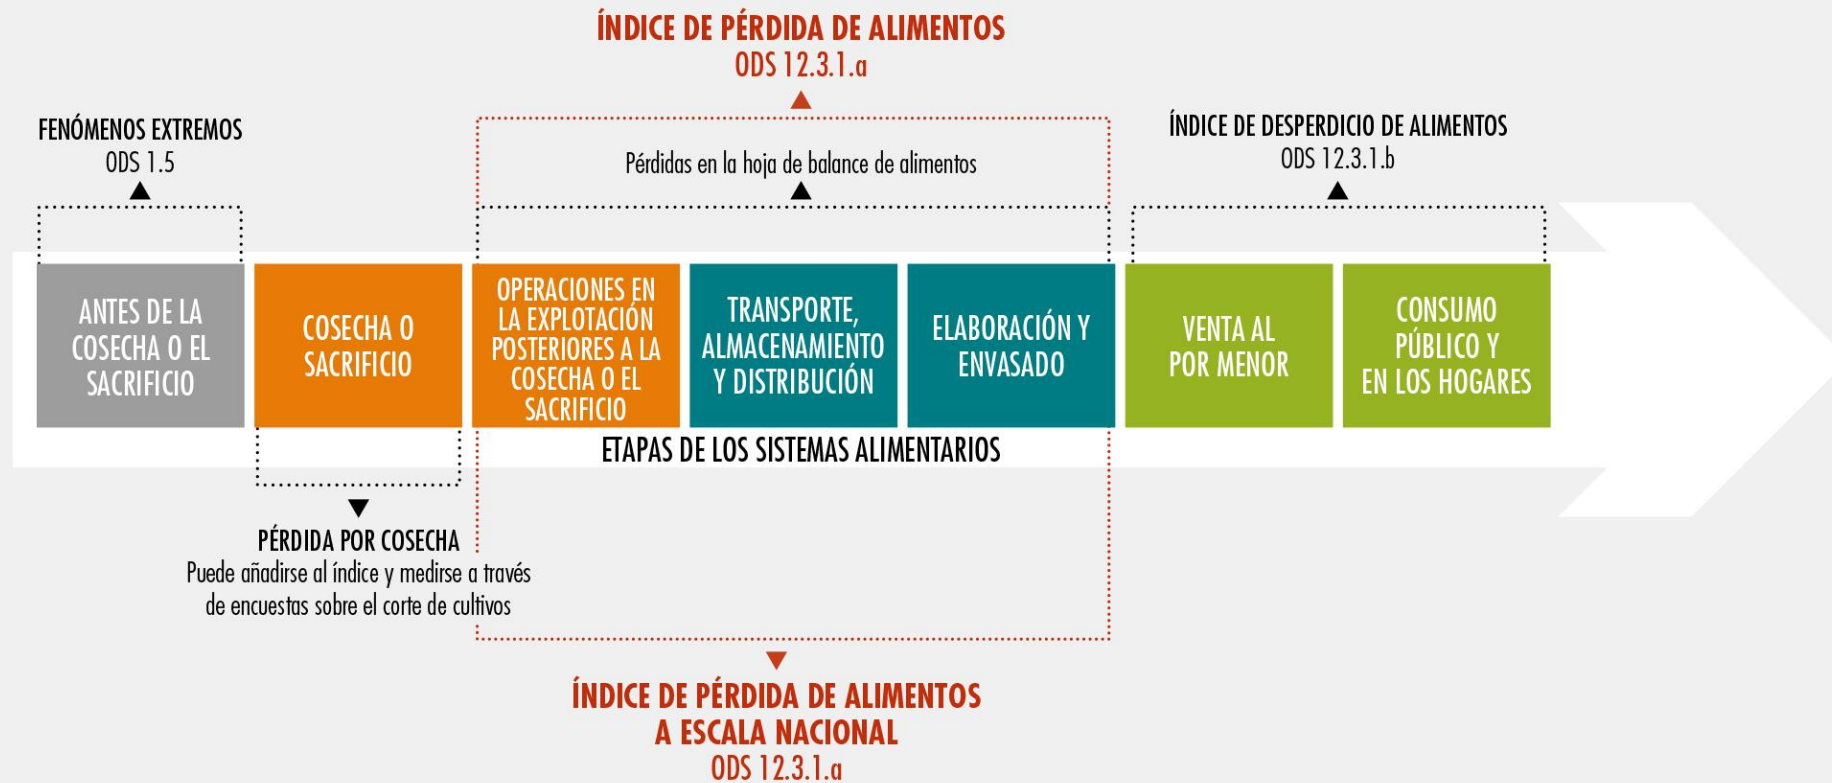 ÍNDICE DE PÉRDIDA DE ALIMENTOS
ODS 12.3.1.a
FENÓMENOS EXTREMOS
ODS 1.5
Pérdidas en la hoja de balance de alimentos
ÍNDICE DE DESPERDICIO DE ALIMENTOS
ODS 12.3.1.b
ANTES DE LA
COSECHA O EL
SACRIFICIO
COSECHA O
SACRIFICIO
OPERACIONES EN
LA EXPLOTACIÓN
POSTERIORES A LA
COSECHA O EL
SACRIFICIO
TRANSPORTE,
ALMACENAMIENTO
Y DISTRIBUCIÓN
ELABORACIÓN Y
ENVASADO
VENTA AL
POR MENOR
CONSUMO
PÚBLICO Y
EN LOS HOGARES
ETAPAS DE LOS SISTEMAS ALIMENTARIOS
PÉRDIDA POR COSECHA
Puede añadirse al índice y medirse a través
de encuestas sobre el corte de cultivos
ÍNDICE DE PÉRDIDA DE ALIMENTOS
A ESCALA NACIONAL
ODS 12.3.1.a